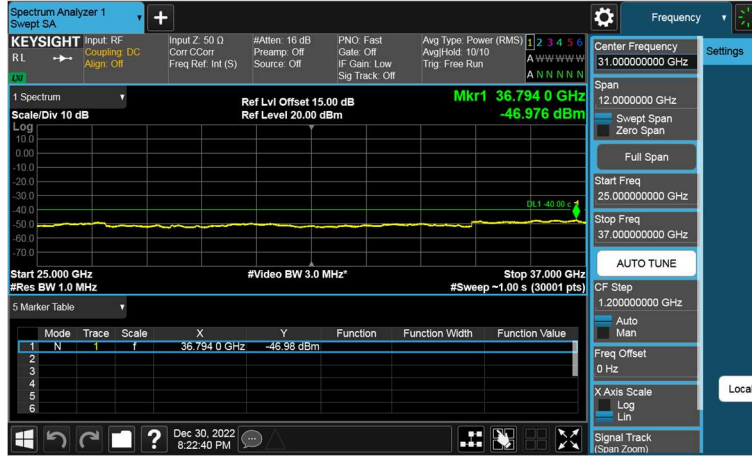 Spectrum Analyzer 1
Swept SA
+
Frequency
KEYSIGHT Input: RF Input Z: 50 Ω #Atten: 16 dB PNO: Fast Avg Type: Power (RMS) 1 2 3 4 5 6
RL Coupling: DC Corr CCorr Preamp: Off Gate: Off Avg|Hold: 10/10 A W W W W W
Align: Off Freq Ref: Int (S) Source: Off IF Gain: Low Trig: Free Run A N N N N N
LXI Sig Track: Off
1 Spectrum Ref Lvl Offset 15.00 dB Mkr1 36.794 0 GHz
Scale/Div 10 dB Ref Level 20.00 dBm -46.976 dBm
Log
10.0
0.00
-10.0
-20.0
-30.0
DL1 -40.00
-40.0
-50.0
-60.0
-70.0
Start 25.000 GHz #Video BW 3.0 MHz* Stop 37.000 GHz
#Res BW 1.0 MHz #Sweep ~1.00 s (30001 pts)
5 Marker Table
Mode Trace Scale X Y Function Function Width Function Value
1 N 1 f 36.794 0 GHz -46.98 dBm
2
3
4
5
6
Dec 30, 2022
8:22:40 PM
?
Center Frequency
31.000000000 GHz
Settings
Span
12.0000000 GHz
Swept Span
Zero Span
Full Span
Start Freq
25.000000000 GHz
Stop Freq
37.000000000 GHz
AUTO TUNE
CF Step
1.200000000 GHz
Auto
Man
Freq Offset
0 Hz
X Axis Scale
Log
Lin
Local
Signal Track
(Span Zoom)